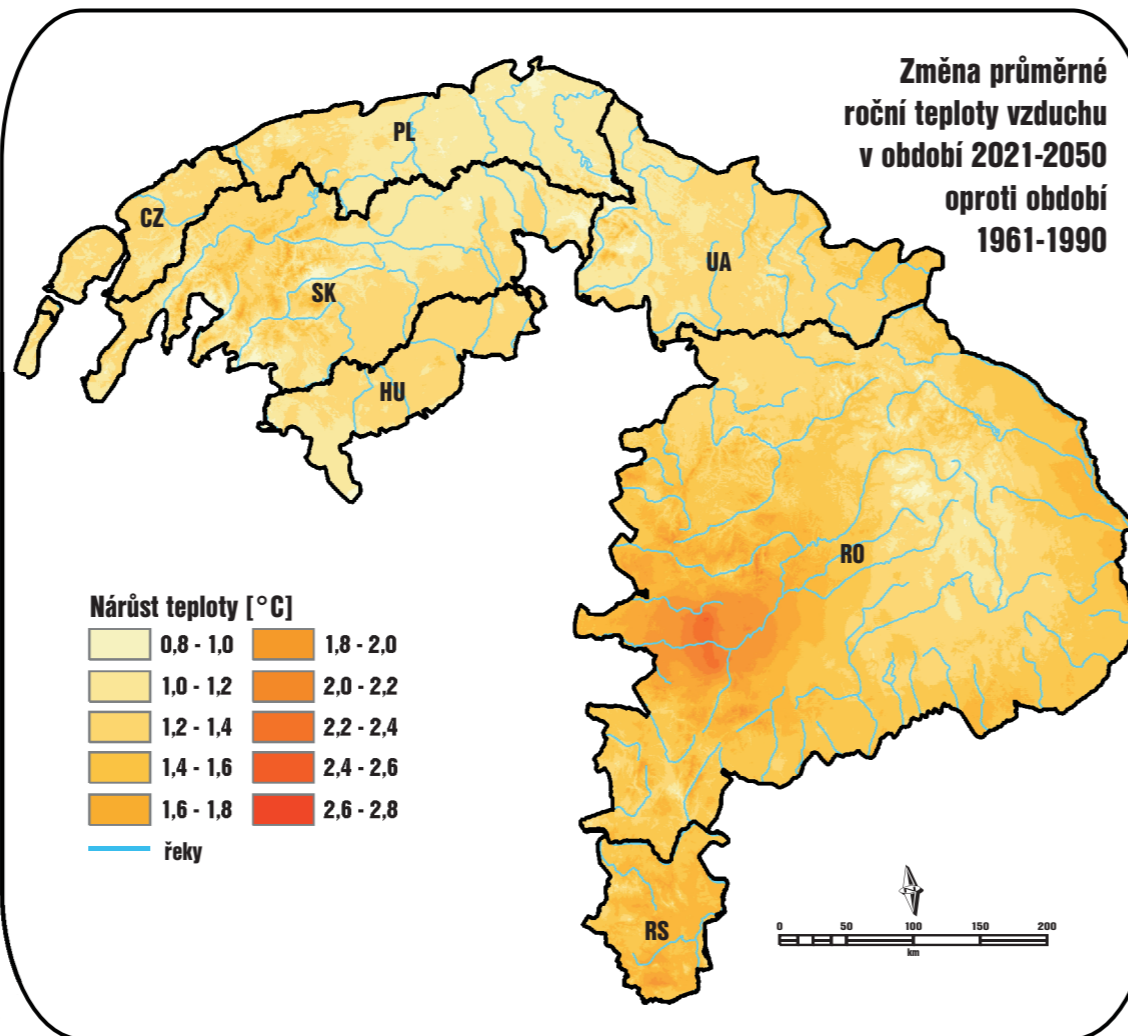 Změna průměrné
roční teploty vzduchu
v období 2021-2050
oproti období
1961-1990
PL
CZ
UA
SK
HU
RO
RS
Nárůst teploty [°C]
0,8 - 1,0
1,0 - 1,2
1,2 - 1,4
1,4 - 1,6
1,6 - 1,8
1,8 - 2,0
2,0 - 2,2
2,2 - 2,4
2,4 - 2,6
2,6 - 2,8
řeky
0 50 100 150 200
km